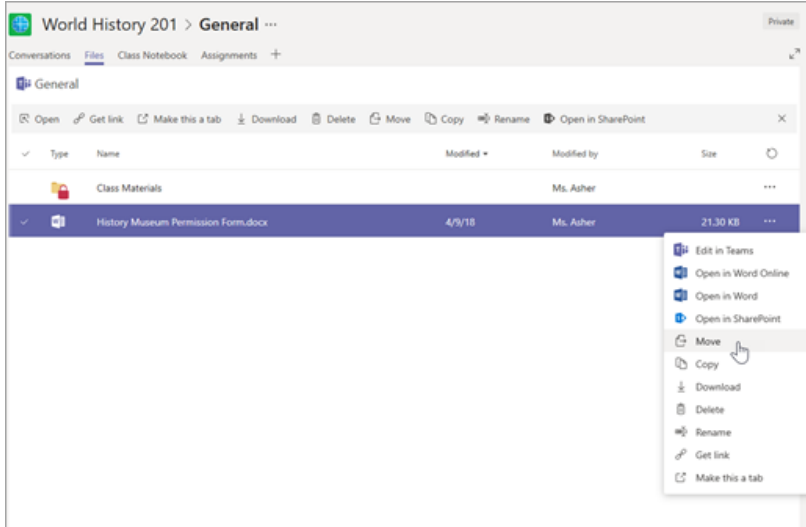 World History 201 > General ...
Private
Conversations Files Class Notebook Assignments +
General
Open Get link Make this a tab Download Delete Move Copy Rename Open in SharePoint
Type Name Modified Modified by Size
Class Materials Ms. Asher ...
History Museum Permission Form.docx 4/9/18 Ms. Asher 21.30 KB ...
Edit in Teams
Open in Word Online
Open in Word
Open in SharePoint
Move
Copy
Download
Delete
Rename
Get link
Make this a tab